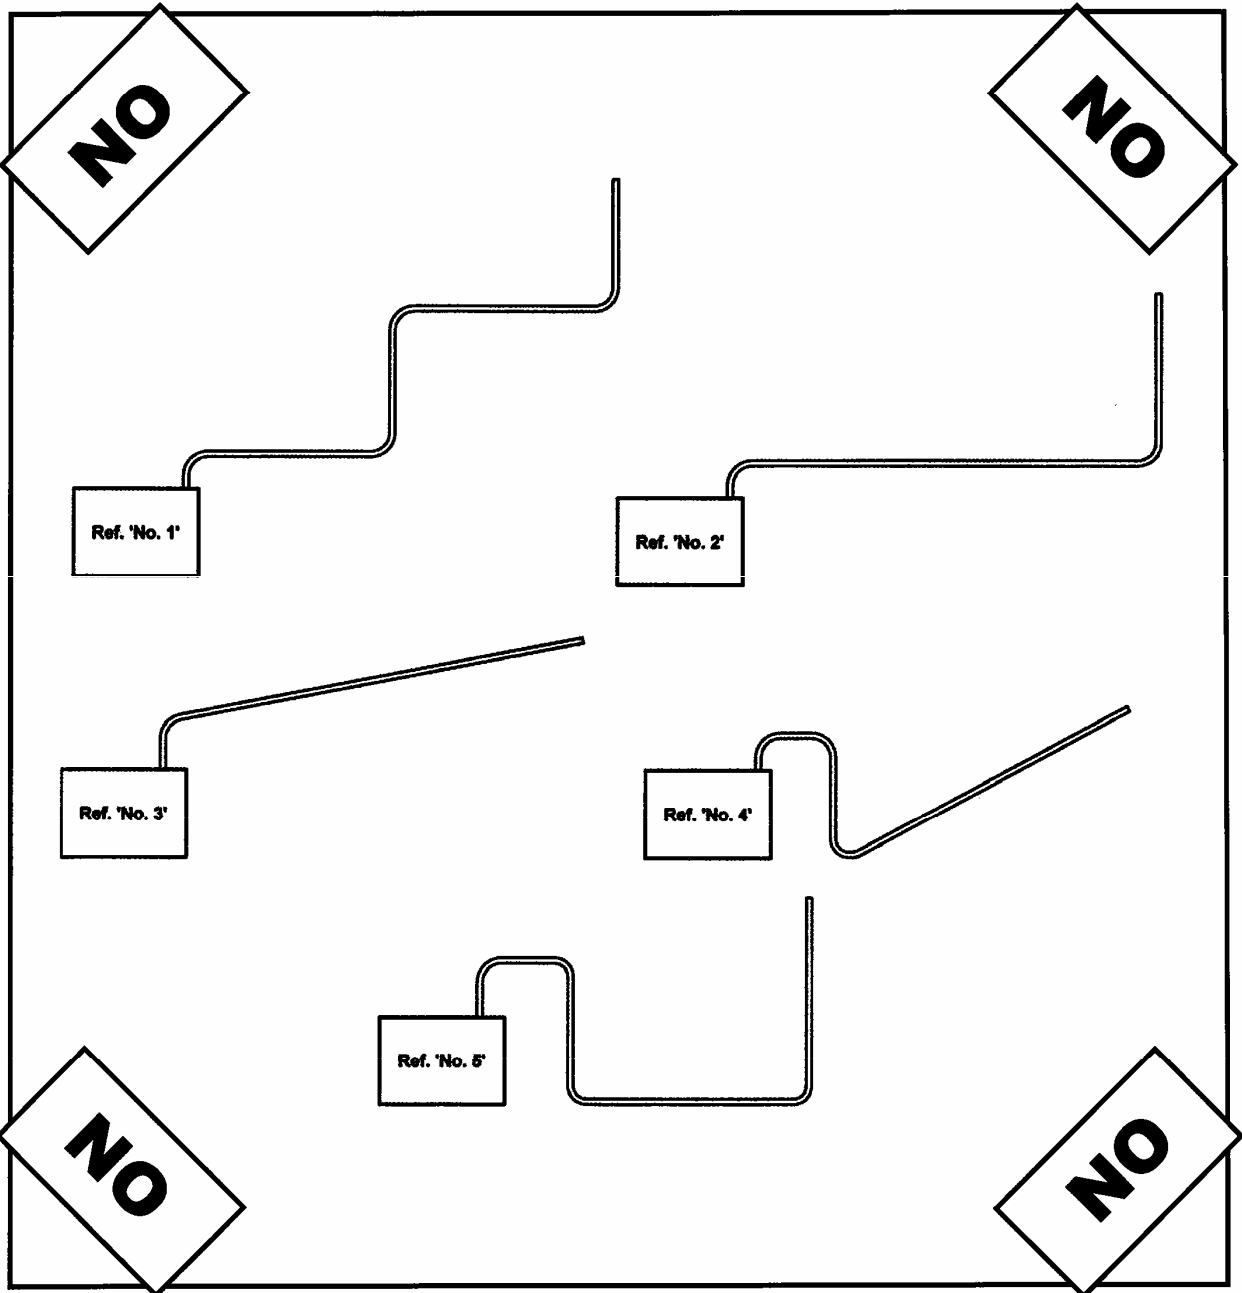 NO
NO
Ref. 'No. 1'
Ref. 'No. 2'
Ref. 'No. 3'
Ref. 'No. 4'
Ref. 'No. 5'
NO
NO